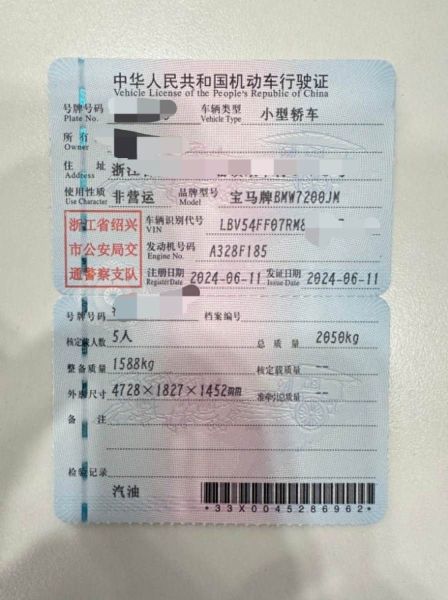 中华人民共和国机动车行驶证
Vehicle License of the People's Republic of China
号牌号码 车辆类型 小型轿车
Plate No. Vehicle Type
所有
Owner
住 址 浙江
Address
使用性质 非营运 品牌型号 宝马牌BMW7200JM
Use Character Model
浙江省绍兴
市公安局交
通警察支队
车辆识别代号 LBV54FF07RM
VIN
发动机号码 A328F185
Engine No.
注册日期 2024-06-11 发证日期 2024-06-11
Register Date Issue Date
号牌号码 档案编号
核定载人数 5人 总质量 2050kg
整备质量 1588kg 核定载质量 --
外廓尺寸 4728×1827×1452mm 准牵引总质量 --
备 注
检验记录
汽油
*33X0045286962*